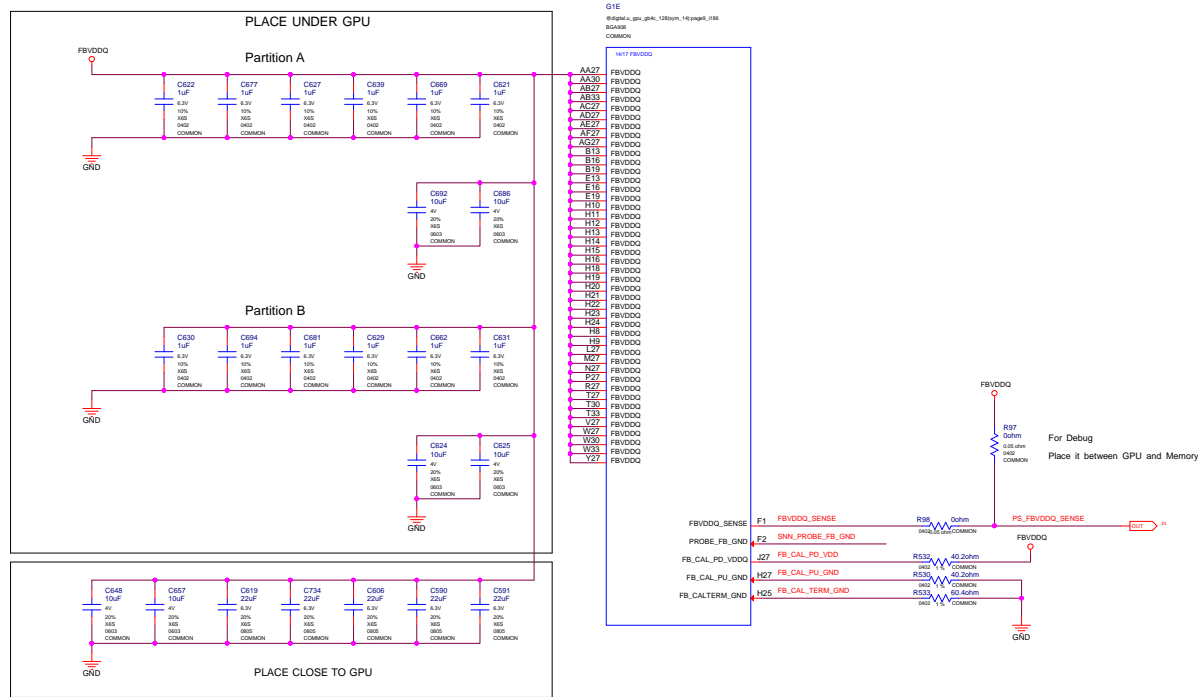 PLACE UNDER GPU
FBVDDQ
Partition A
C622 C677 C627 C639 C669 C621
1uF 1uF 1uF 1uF 1uF 1uF
6.3V 6.3V 6.3V 6.3V 6.3V 6.3V
10% 10% 10% 10% 10% 10%
X6S X6S X6S X6S X6S X6S
0402 0402 0402 0402 0402 0402
COMMON COMMON COMMON COMMON COMMON COMMON
GND
C692 C686
10uF 10uF
4V 4V
20% 20%
X6S X6S
0603 0603
COMMON COMMON
GND
Partition B
C630 C694 C681 C629 C662 C631
1uF 1uF 1uF 1uF 1uF 1uF
6.3V 6.3V 6.3V 6.3V 6.3V 6.3V
10% 10% 10% 10% 10% 10%
X6S X6S X6S X6S X6S X6S
0402 0402 0402 0402 0402 0402
COMMON COMMON COMMON COMMON COMMON COMMON
GND
C624 C625
10uF 10uF
4V 4V
20% 20%
X6S X6S
0603 0603
COMMON COMMON
GND
C648 C657 C619 C734 C606 C590 C591
10uF 10uF 22uF 22uF 22uF 22uF 22uF
4V 4V 4V 4V 4V 4V 4V
20% 20% 20% 20% 20% 20% 20%
X6S X6S X6S X6S X6S X6S X6S
0603 0603 0805 0805 0805 0805 0805
COMMON COMMON COMMON COMMON COMMON COMMON COMMON
GND
PLACE CLOSE TO GPU
G1E
@digital.u_gpu_gb4c_128(sym_14):page9_i186
BGA908
COMMON
14/17 FBVDDQ
AA27 FBVDDQ
AA30 FBVDDQ
AB27 FBVDDQ
AB33 FBVDDQ
AC27 FBVDDQ
AD27 FBVDDQ
AE27 FBVDDQ
AF27 FBVDDQ
AG27 FBVDDQ
B13 FBVDDQ
B16 FBVDDQ
B19 FBVDDQ
E13 FBVDDQ
E16 FBVDDQ
E19 FBVDDQ
H10 FBVDDQ
H11 FBVDDQ
H12 FBVDDQ
H13 FBVDDQ
H14 FBVDDQ
H15 FBVDDQ
H16 FBVDDQ
H18 FBVDDQ
H19 FBVDDQ
H20 FBVDDQ
H21 FBVDDQ
H22 FBVDDQ
H23 FBVDDQ
H24 FBVDDQ
H8 FBVDDQ
H9 FBVDDQ
L27 FBVDDQ
M27 FBVDDQ
N27 FBVDDQ
P27 FBVDDQ
R27 FBVDDQ
T27 FBVDDQ
T30 FBVDDQ
T33 FBVDDQ
V27 FBVDDQ
W27 FBVDDQ
W30 FBVDDQ
W33 FBVDDQ
Y27 FBVDDQ
FBVDDQ
R97
0ohm
0.05 ohm
0402
COMMON
For Debug
Place it between GPU and Memory
FBVDDQ_SENSE F1 FBVDDQ_SENSE R98 0ohm PS_FBVDDQ_SENSE OUT
0402 0.05 ohm COMMON
PROBE_FB_GND F2 SNN_PROBE_FB_GND
FBVDDQ
FB_CAL_PD_VDDQ J27 FB_CAL_PD_VDD R532 40.2ohm
0402 1 % COMMON
FB_CAL_PU_GND H27 FB_CAL_PU_GND R530 40.2ohm
0402 1 % COMMON
FB_CALTERM_GND H25 FB_CAL_TERM_GND R533 60.4ohm
0402 1 % COMMON
GND